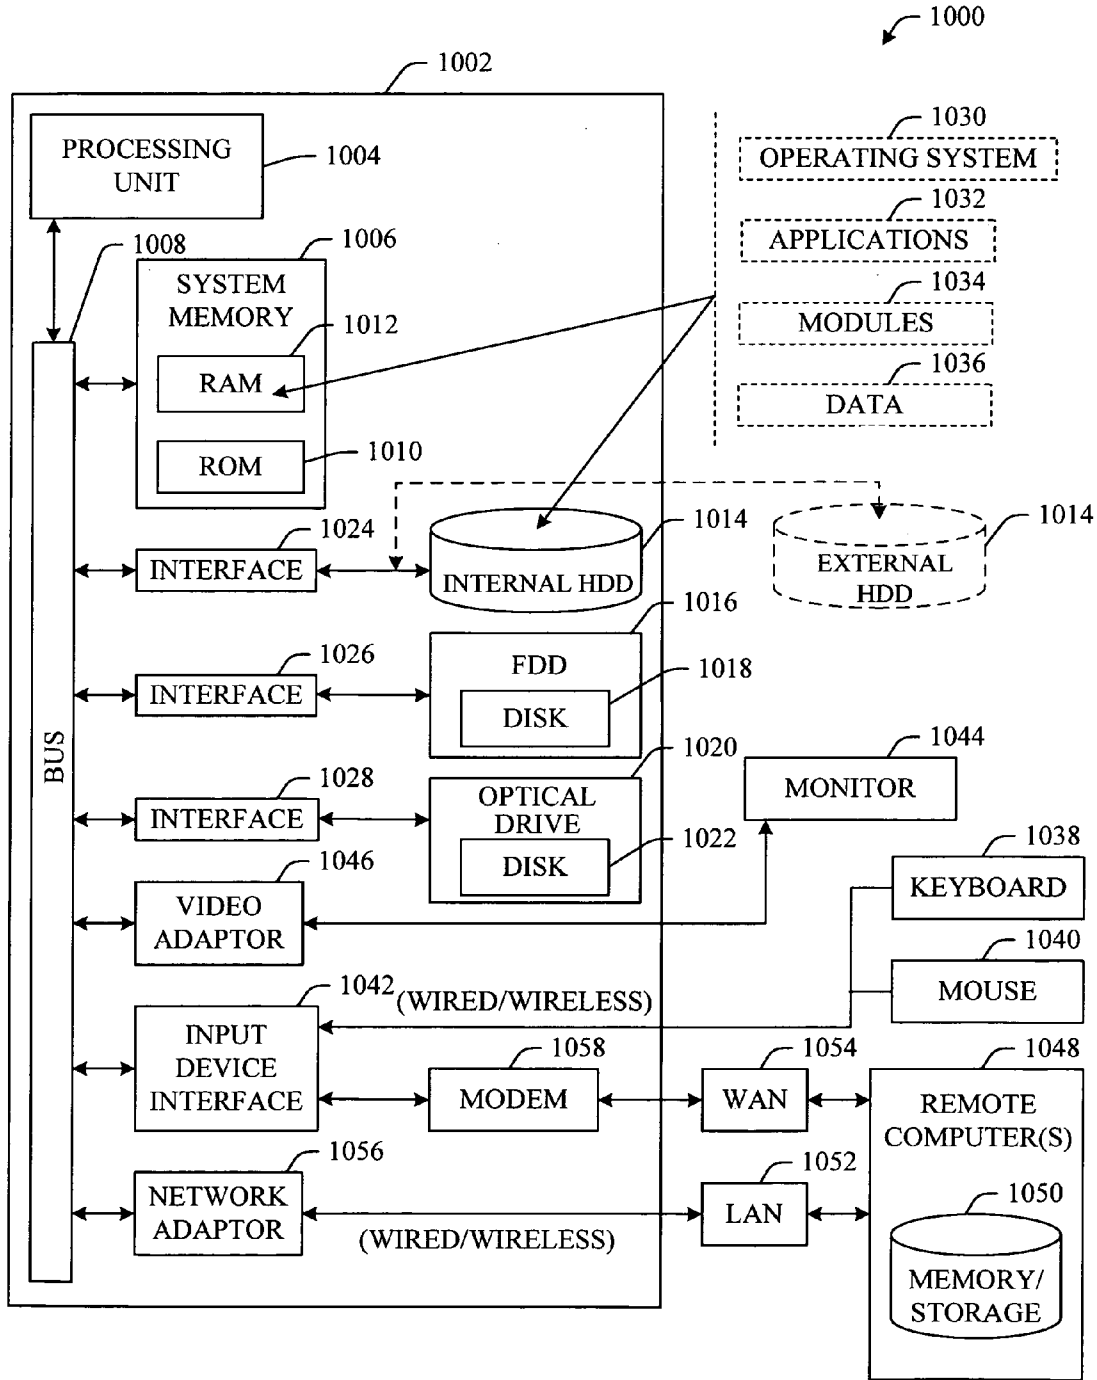 1000
1002
PROCESSING
UNIT
1004
1030
OPERATING SYSTEM
1032
APPLICATIONS
1034
MODULES
1036
DATA
1008
1006
SYSTEM
MEMORY
1012
RAM
ROM
1010
1024
INTERFACE
1014
INTERNAL HDD
1014
EXTERNAL
HDD
1016
FDD
1018
DISK
1026
INTERFACE
BUS
1020
OPTICAL
DRIVE
1022
DISK
1028
INTERFACE
1044
MONITOR
1046
VIDEO
ADAPTOR
1038
KEYBOARD
1040
MOUSE
1042
(WIRED/WIRELESS)
INPUT
DEVICE
INTERFACE
1058
MODEM
1054
WAN
1048
REMOTE
COMPUTER(S)
1056
NETWORK
ADAPTOR
(WIRED/WIRELESS)
1052
LAN
1050
MEMORY/
STORAGE